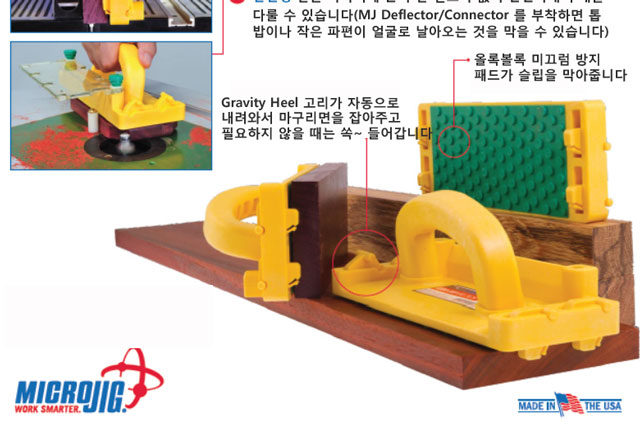 다룰 수 있습니다(MJ Deflector/Connector 를 부착하면 톱
밥이나 작은 파편이 얼굴로 날아오는 것을 막을 수 있습니다)
올록볼록 미끄럼 방지
패드가 슬립을 막아줍니다
Gravity Heel 고리가 자동으로
내려와서 마구리면을 잡아주고
필요하지 않을 때는 쏙~ 들어갑니다
MICROJIG.
WORK SMARTER.
MADE IN THE USA